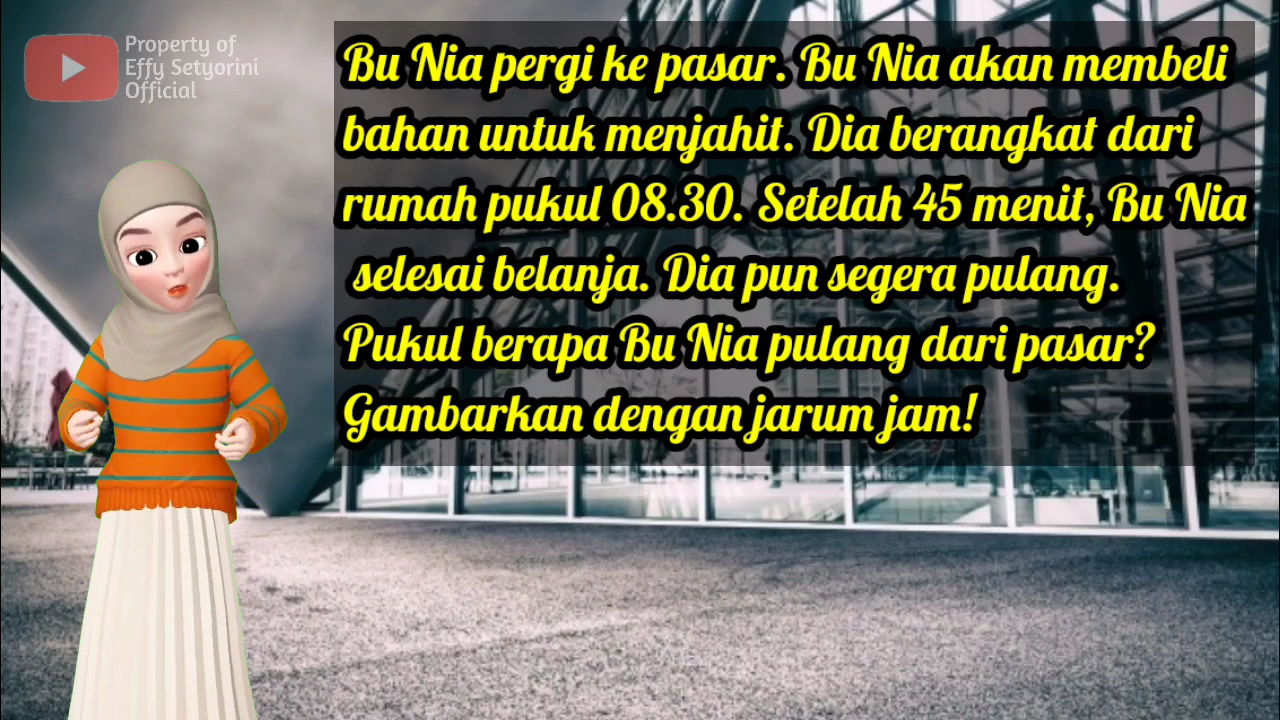 Property of
Effy Setyorini
Official
Bu Nia pergi ke pasar. Bu Nia akan membeli
bahan untuk menjahit. Dia berangkat dari
rumah pukul 08.30. Setelah 45 menit, Bu Nia
selesai belanja. Dia pun segera pulang.
Pukul berapa Bu Nia pulang dari pasar?
Gambarkan dengan jarum jam!